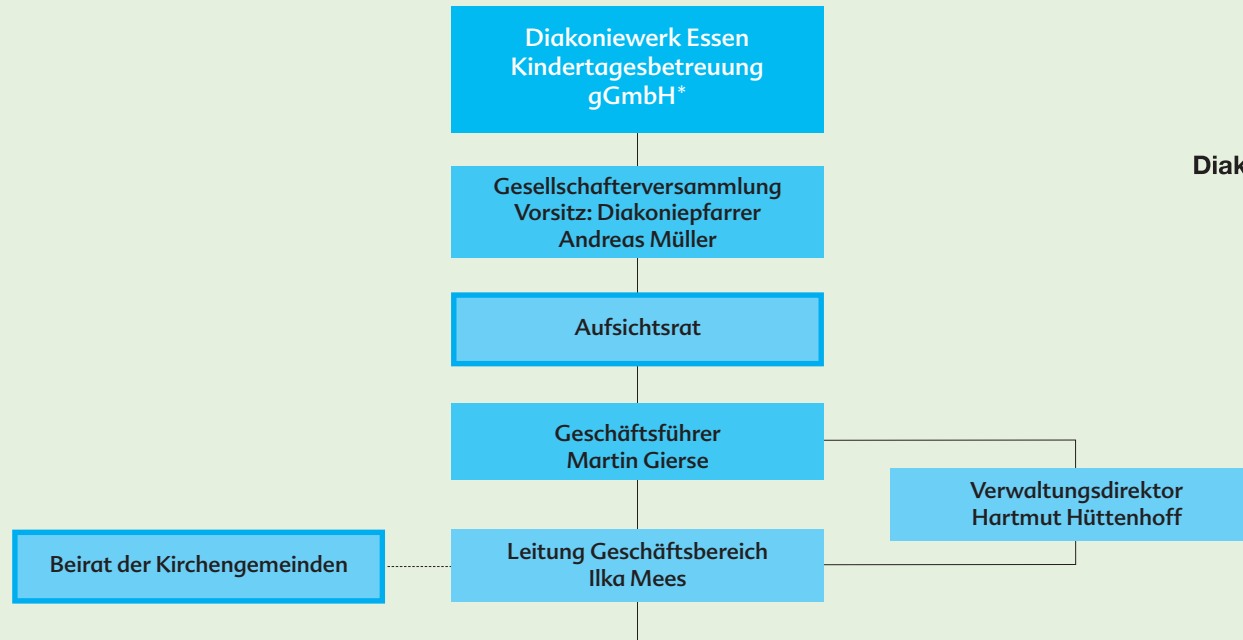 Diakoniewerk Essen
Kindertagesbetreuung
gGmbH*
Diak
Gesellschafterversammlung
Vorsitz: Diakoniepfarrer
Andreas Müller
Aufsichtsrat
Geschäftsführer
Martin Gierse
Verwaltungsdirektor
Hartmut Hüttenhoff
Beirat der Kirchengemeinden
Leitung Geschäftsbereich
Ilka Mees